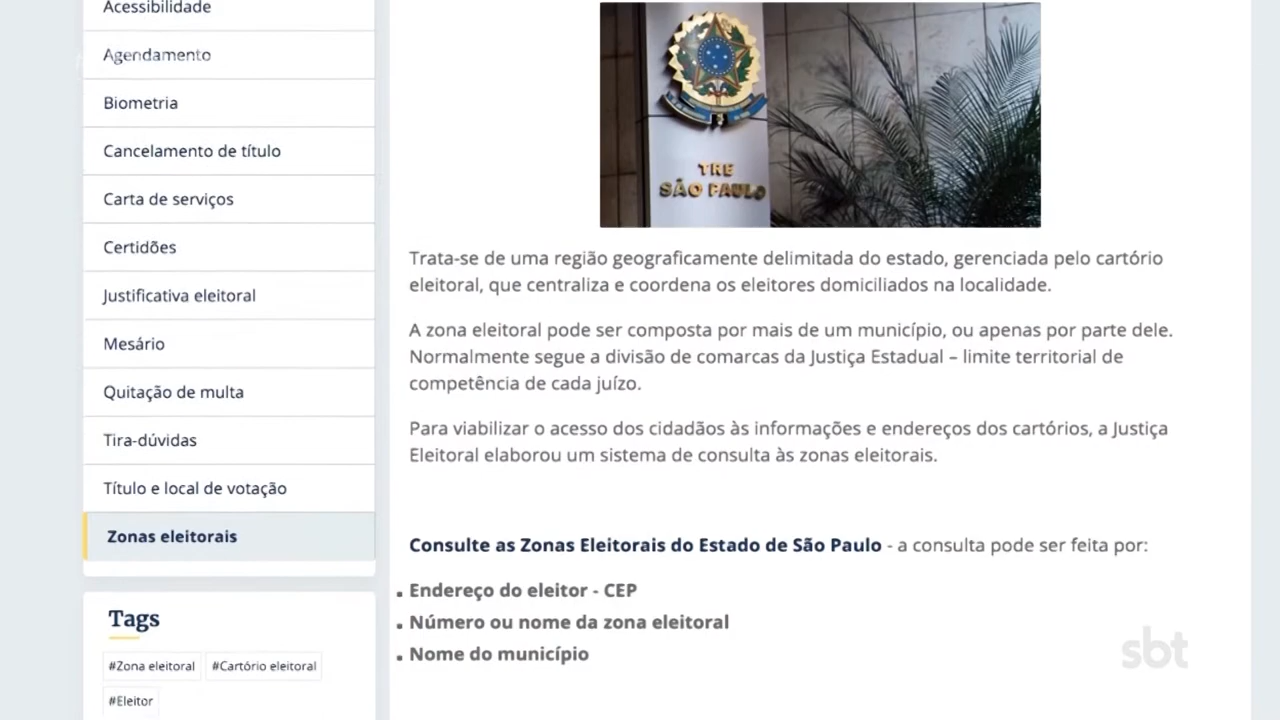 Acessibilidade
Agendamento
Biometria
Cancelamento de título
Carta de serviços
Certidões
Justificativa eleitoral
Mesário
Quitação de multa
Tira-dúvidas
Título e local de votação
Zonas eleitorais
Tags
#Zona eleitoral #Cartório eleitoral
#Eleitor
TRE
SÃO PAULO
Trata-se de uma região geograficamente delimitada do estado, gerenciada pelo cartório
eleitoral, que centraliza e coordena os eleitores domiciliados na localidade.
A zona eleitoral pode ser composta por mais de um município, ou apenas por parte dele.
Normalmente segue a divisão de comarcas da Justiça Estadual – limite territorial de
competência de cada juízo.
Para viabilizar o acesso dos cidadãos às informações e endereços dos cartórios, a Justiça
Eleitoral elaborou um sistema de consulta às zonas eleitorais.
Consulte as Zonas Eleitorais do Estado de São Paulo - a consulta pode ser feita por:
Endereço do eleitor - CEP
Número ou nome da zona eleitoral
Nome do município
sbt